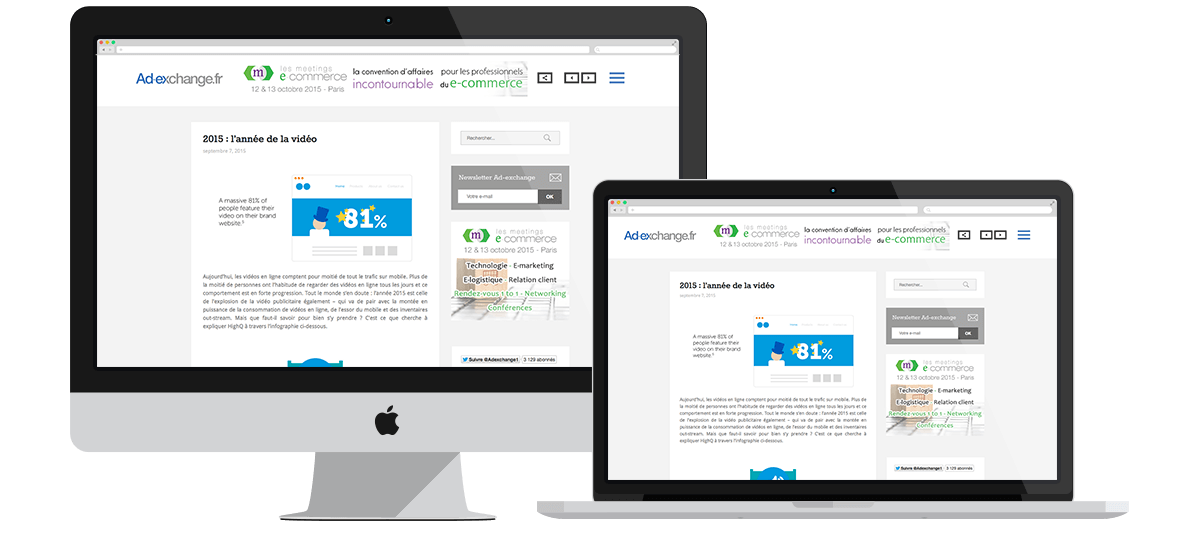 Ad-exchange.fr
les meetings
e commerce
m
12 & 13 octobre 2015 - Paris
la convention d'affaires
incontournable
pour les professionnels
du e-commerce
2015 : l'année de la vidéo
septembre 7, 2015
A massive 81% of
people feature their
video on their brand
website.5
Home
81%
Aujourd'hui, les vidéos en ligne comptent pour moitié de tout le trafic sur mobile. Plus de
la moitié de personnes ont l'habitude de regarder des vidéos en ligne tous les jours et ce
comportement est en forte progression. Tout le monde s'en doute : l'année 2015 est celle
de l'explosion de la vidéo publicitaire également – qui va de pair avec la montée en
puissance de la consommation de vidéos en ligne, de l'essor du mobile et des inventaires
out-stream. Mais que faut-il savoir pour bien s'y prendre ? C'est ce que cherche à
expliquer HighQ à travers l'infographie ci-dessous.
Rechercher...
Newsletter Ad-exchange
Votre e-mail
OK
les meetings
m
e commerce
12 & 13 octobre 2015 - Paris
Technologie - E-marketing
E-logistique - Relation client
Rendez-vous 1 to 1 - Networking
Conférences
Suivre @Adexchange1
3 129 abonnés
Ad-exchange.fr
les meetings
m
e commerce
12 & 13 octobre 2015 - Paris
la convention d'affaires
incontournable
pour les professionnels
du e-commerce
2015 : l'année de la vidéo
septembre 7, 2015
A massive 81% of
people feature their
video on their brand
website.5
Home
81%
Aujourd'hui, les vidéos en ligne comptent pour moitié de tout le trafic sur mobile. Plus de
la moitié de personnes ont l'habitude de regarder des vidéos en ligne tous les jours et ce
comportement est en forte progression. Tout le monde s'en doute : l'année 2015 est celle
de l'explosion de la vidéo publicitaire également – qui va de pair avec la montée en
puissance de la consommation de vidéos en ligne, de l'essor du mobile et des inventaires
out-stream. Mais que faut-il savoir pour bien s'y prendre ? C'est ce que cherche à
expliquer HighQ à travers l'infographie ci-dessous.
Rechercher...
Newsletter Ad-exchange
Votre e-mail
OK
les meetings
m
e commerce
12 & 13 octobre 2015 - Paris
Technologie - E-marketing
E-logistique - Relation client
Rendez-vous 1 to 1 - Networking
Conférences
Suivre @Adexchange1
3 129 abonnés